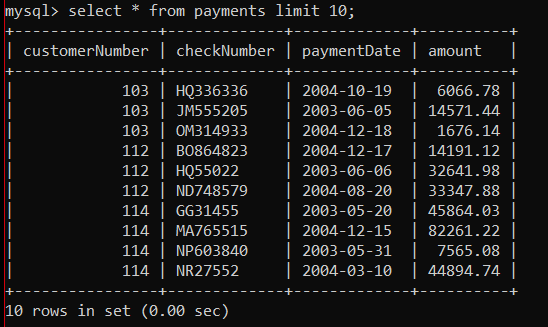 mysql> select * from payments limit 10;
+----------------+-------------+-------------+----------+
| customerNumber | checkNumber | paymentDate | amount   |
+----------------+-------------+-------------+----------+
|            103 | HQ336336    | 2004-10-19  |  6066.78 |
|            103 | JM555205    | 2003-06-05  | 14571.44 |
|            103 | OM314933    | 2004-12-18  |  1676.14 |
|            112 | BO864823    | 2004-12-17  | 14191.12 |
|            112 | HQ55022     | 2003-06-06  | 32641.98 |
|            112 | ND748579    | 2004-08-20  | 33347.88 |
|            114 | GG31455     | 2003-05-20  | 45864.03 |
|            114 | MA765515    | 2004-12-15  | 82261.22 |
|            114 | NP603840    | 2003-05-31  |  7565.08 |
|            114 | NR27552     | 2004-03-10  | 44894.74 |
+----------------+-------------+-------------+----------+
10 rows in set (0.00 sec)